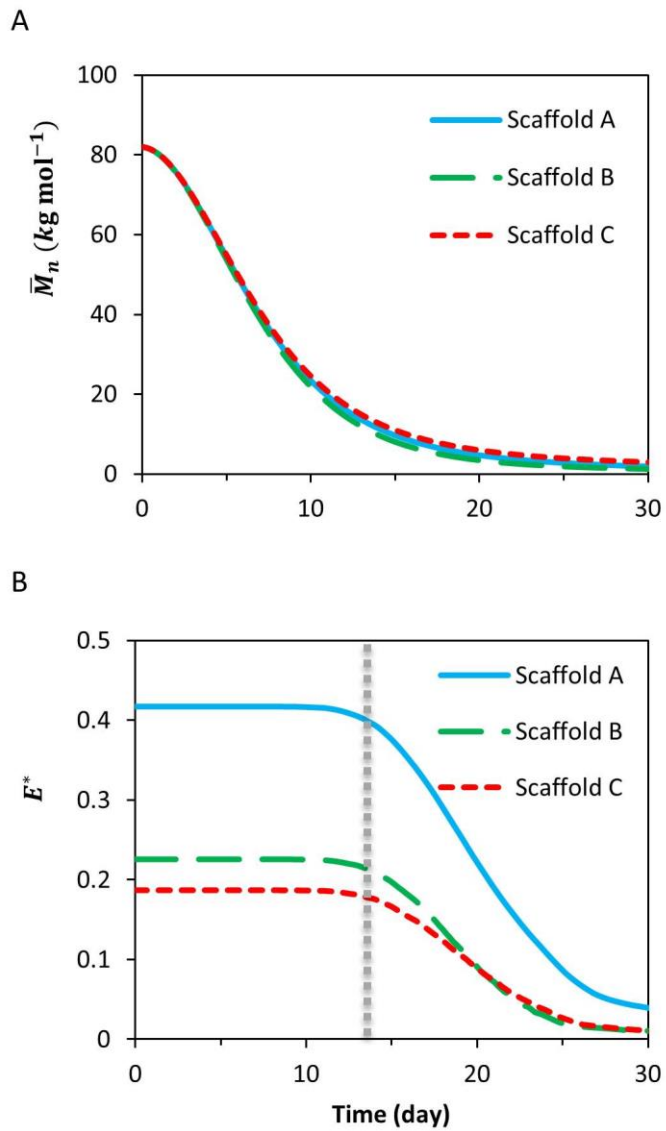 A
100
80
60
40
20
0
M̄n (kg mol⁻¹)
Scaffold A
Scaffold B
Scaffold C
0 10 20 30
B
0.5
0.4
0.3
0.2
0.1
0
E*
Scaffold A
Scaffold B
Scaffold C
0 10 20 30
Time (day)